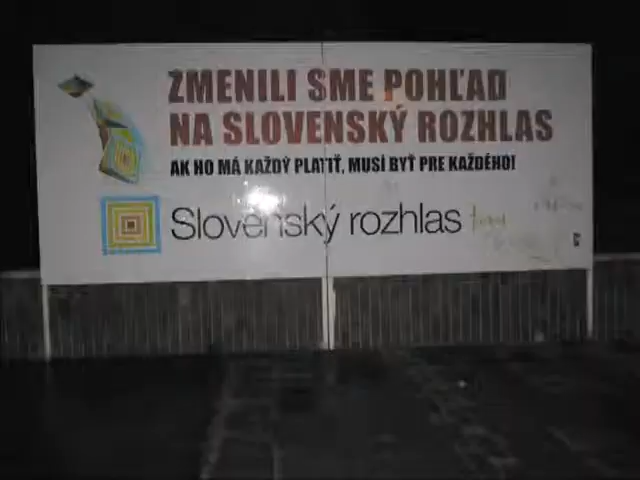 ZMENILI SME POHĽAD
NA SLOVENSKÝ ROZHLAS
AK HO MÁ KAŽDÝ PLATIŤ, MUSÍ BYŤ PRE KAŽDÉHO!
Slovenský rozhlas